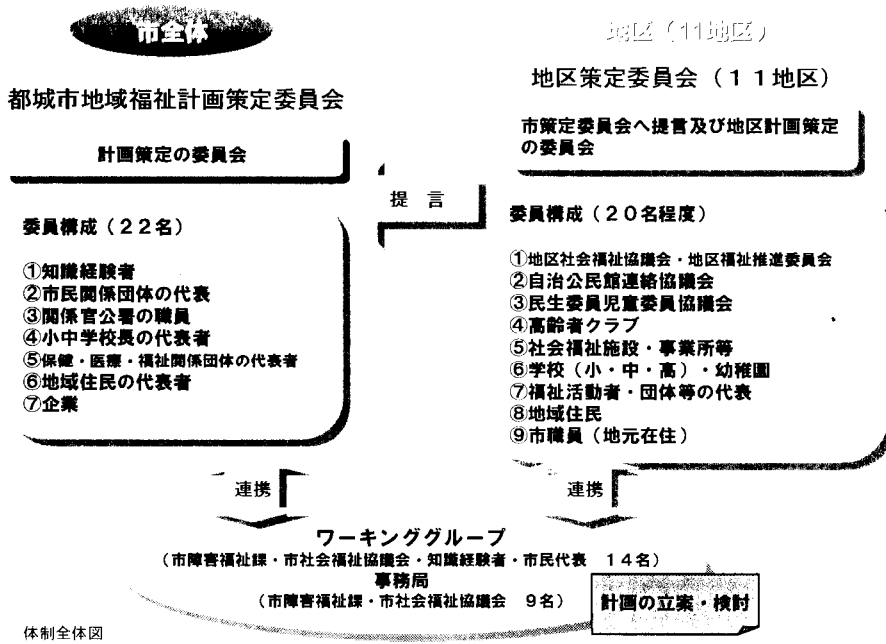 市全体
都城市地域福祉計画策定委員会
計画策定の委員会
委員構成（２２名）
①知識経験者
②市民関係団体の代表
③関係官公署の職員
④小中学校長の代表者
⑤保健・医療・福祉関係団体の代表者
⑥地域住民の代表者
⑦企業
提 言
地区（11地区）
地区策定委員会（１１地区）
市策定委員会へ提言及び地区計画策定
の委員会
委員構成（２０名程度）
①地区社会福祉協議会・地区福祉推進委員会
②自治公民館連絡協議会
③民生委員児童委員協議会
④高齢者クラブ
⑤社会福祉施設・事業所等
⑥学校（小・中・高）・幼稚園
⑦福祉活動者・団体等の代表
⑧地域住民
⑨市職員（地元在住）
連携
連携
ワーキンググループ
（市障害福祉課・市社会福祉協議会・知識経験者・市民代表 １４名）
事務局
（市障害福祉課・市社会福祉協議会 ９名）
計画の立案・検討
体制全体図